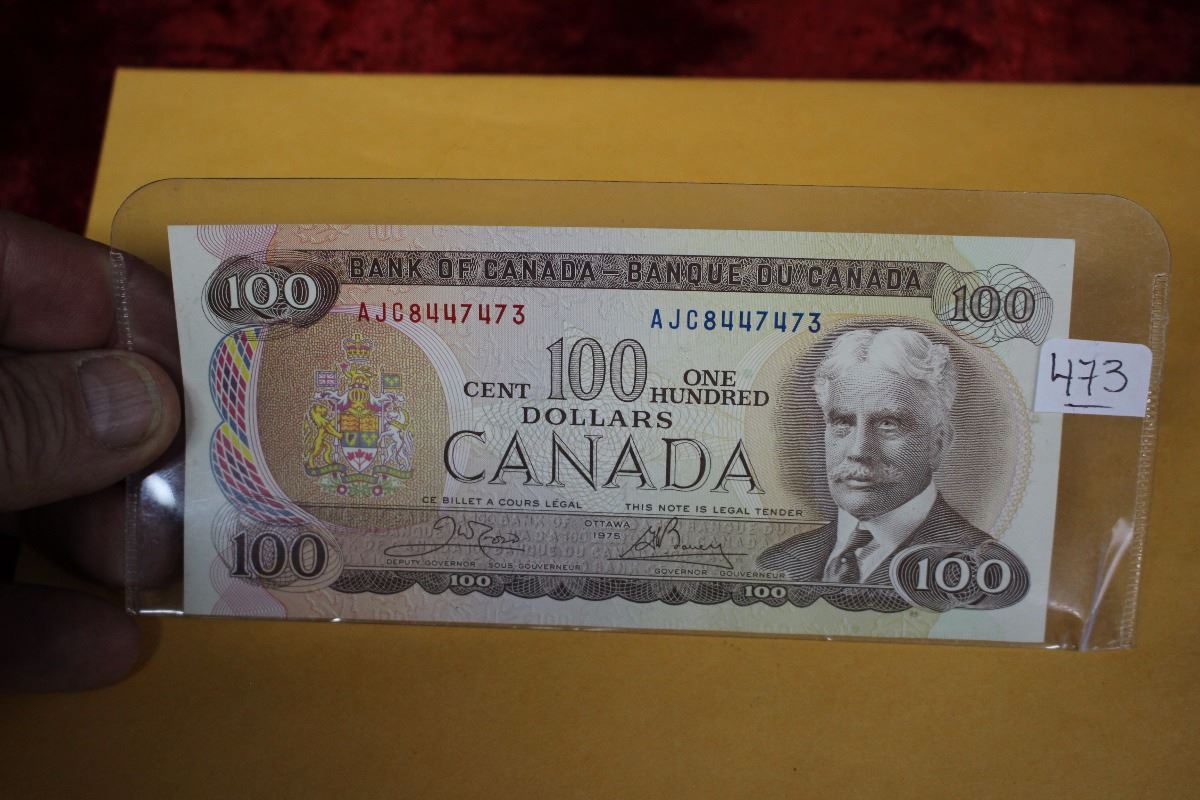 100 BANK OF CANADA – BANQUE DU CANADA 100
AJC8447473 AJC8447473
473
CENT 100 ONE HUNDRED
DOLLARS
CANADA
CE BILLET A COURS LÉGAL THIS NOTE IS LEGAL TENDER
OTTAWA
1975
100
DEPUTY GOVERNOR - SOUS-GOUVERNEUR GOVERNOR - GOUVERNEUR
100 100 100